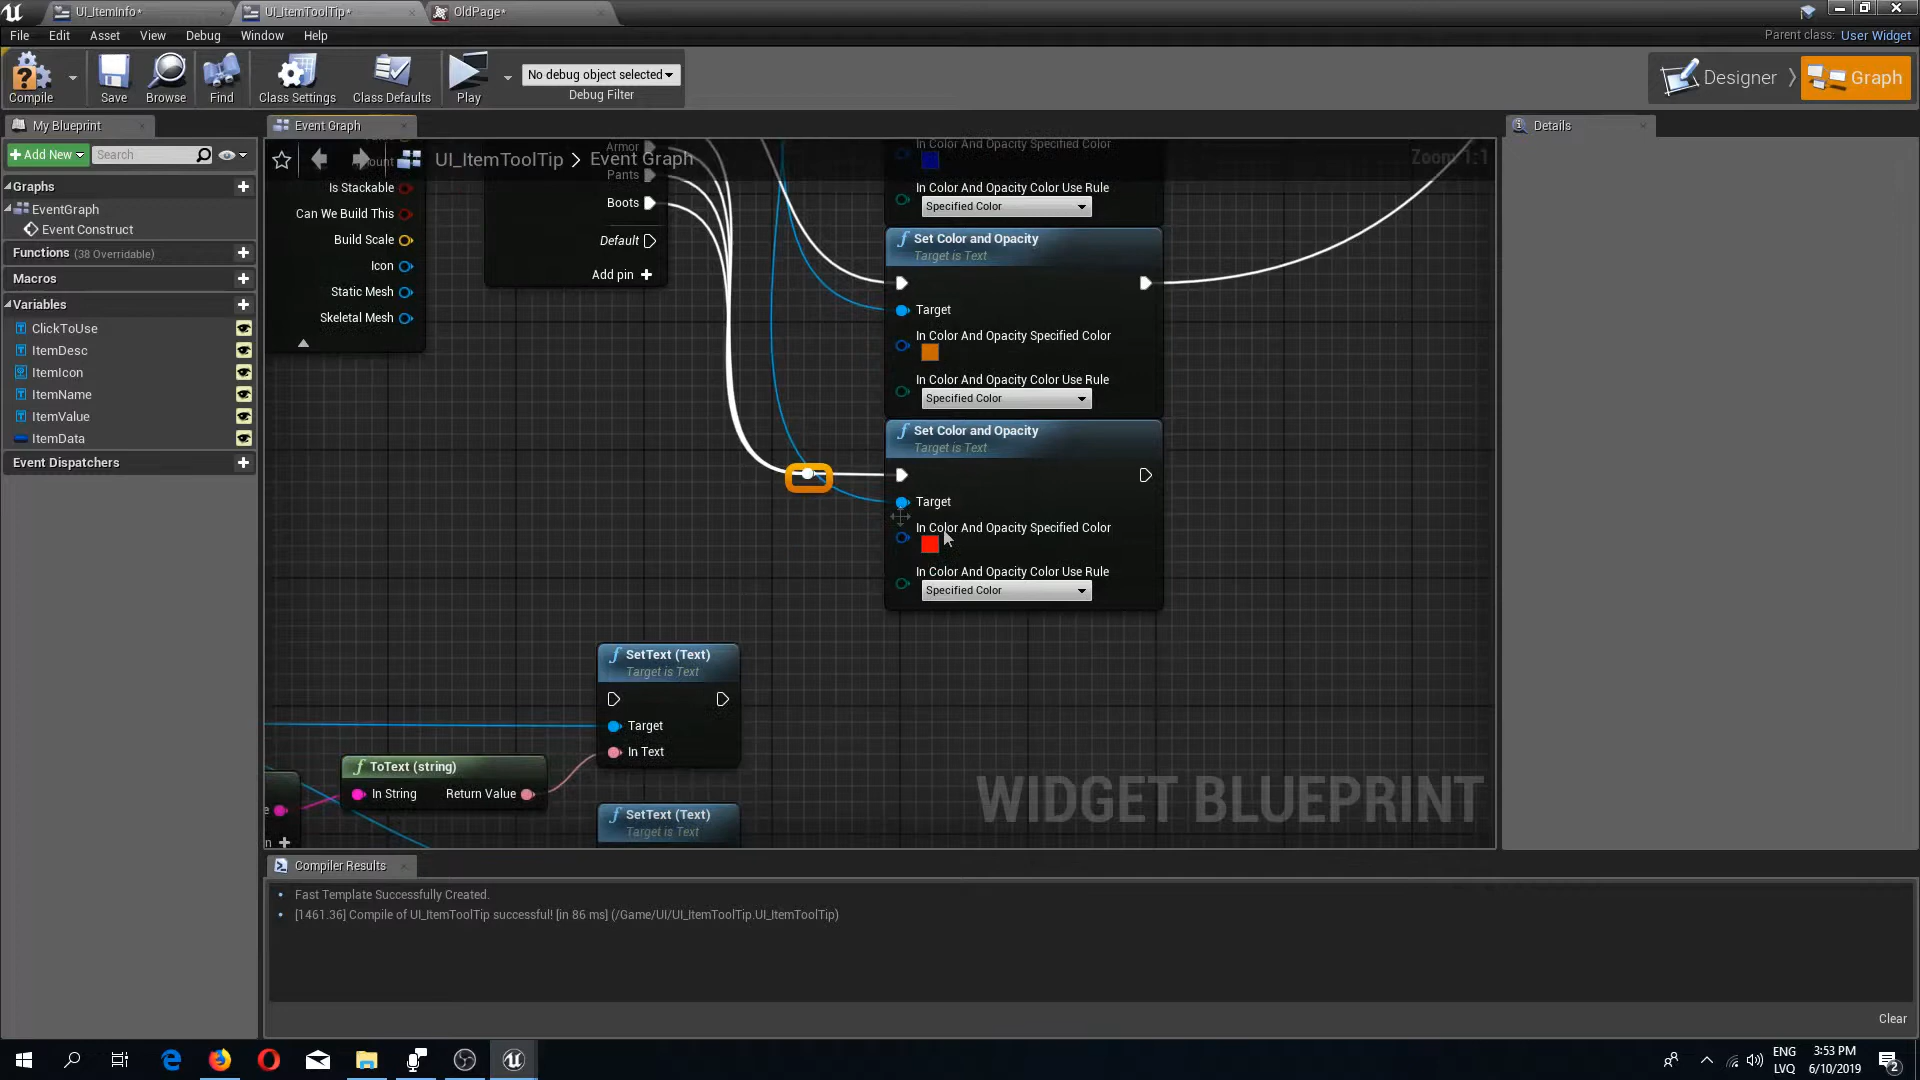 UI_ItemInfo*
UI_ItemToolTip*
OldPage*
File Edit Asset View Debug Window Help
Parent class: User Widget
Compile
Save
Browse
Find
Class Settings
Class Defaults
Play
No debug object selected
Debug Filter
Designer
Graph
My Blueprint
Event Graph
Details
Add New
Search
UI_ItemToolTip > Event Graph
Zoom 1:1
Graphs
EventGraph
Event Construct
Functions (38 Overridable)
Macros
Variables
ClickToUse
ItemDesc
ItemIcon
ItemName
ItemValue
ItemData
Event Dispatchers
Is Stackable
Can We Build This
Build Scale
Icon
Static Mesh
Skeletal Mesh
Armor
Pants
Boots
Default
Add pin
In Color And Opacity Specified Color
In Color And Opacity Color Use Rule
Specified Color
Set Color and Opacity
Target is Text
Target
In Color And Opacity Specified Color
In Color And Opacity Color Use Rule
Specified Color
Set Color and Opacity
Target is Text
Target
In Color And Opacity Specified Color
In Color And Opacity Color Use Rule
Specified Color
SetText (Text)
Target is Text
Target
In Text
ToText (string)
In String Return Value
SetText (Text)
Target is Text
WIDGET BLUEPRINT
Compiler Results
Fast Template Successfully Created.
[1461.36] Compile of UI_ItemToolTip successful! [in 86 ms] (/Game/UI/UI_ItemToolTip.UI_ItemToolTip)
Clear
ENG
LVQ
3:53 PM
6/10/2019
2